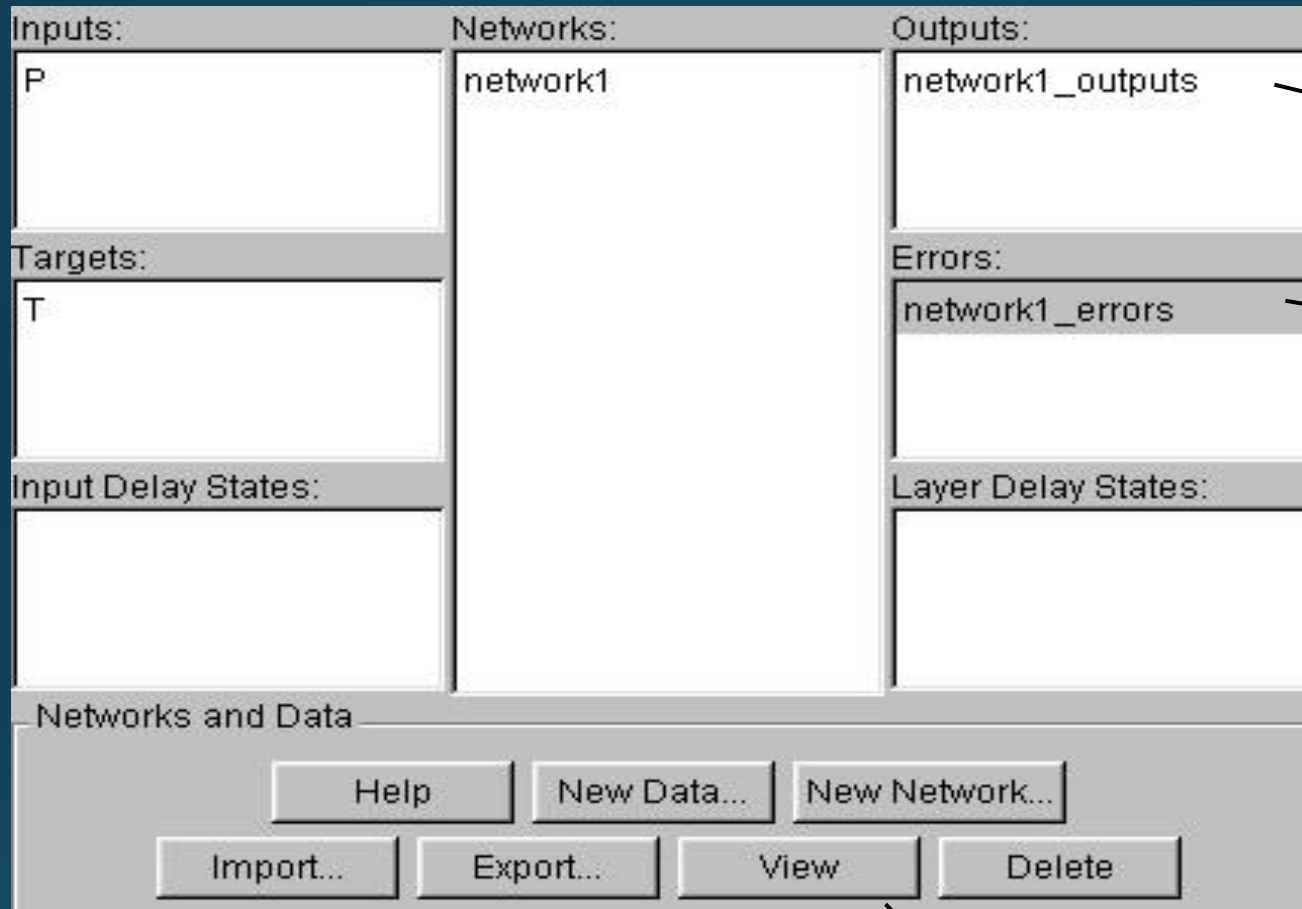 Inputs: Networks: Outputs:
P network1 network1_outputs
Targets: Errors:
T network1_errors
Input Delay States: Layer Delay States:
Networks and Data
Help New Data... New Network...
Import... Export... View Delete